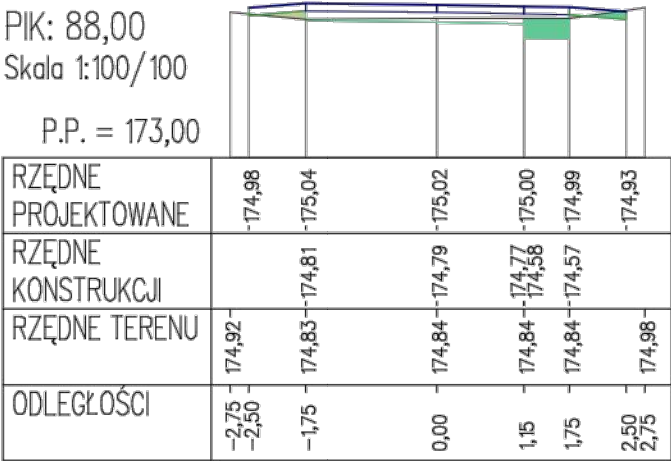 PIK: 88,00
Skala 1:100/100
P.P. = 173,00
RZĘDNE
PROJEKTOWANE
-174,98
-175,04
-175,02
-175,00
-174,99
-174,93
RZĘDNE
KONSTRUKCJI
-174,81
-174,79
-174,77
-174,58
-174,57
RZĘDNE TERENU
174,92
174,83
174,84
174,84
174,84
174,98
ODLEGŁOŚCI
-2,75
-2,50
-1,75
0,00
1,15
1,75
2,50
2,75